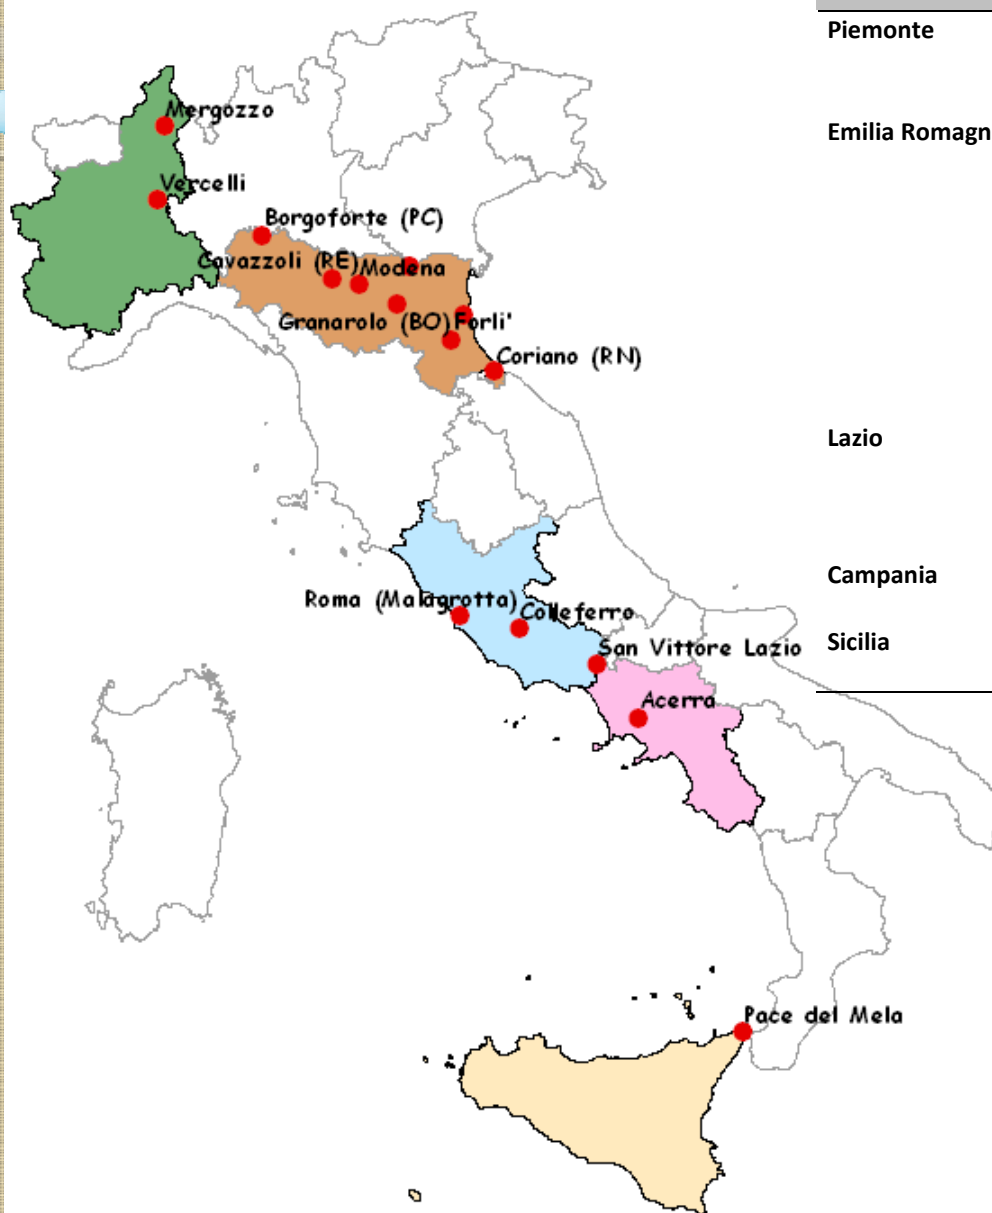 Piemonte
Mergozzo
Emilia Romagn
Vercelli
Borgoforte (PC)
Cavazzoli (RE)
Modena
Granarolo (BO)
Forli'
Coriano (RN)
Lazio
Campania
Roma (Malagrotta)
Colleferro
Sicilia
San Vittore Lazio
Acerra
Pace del Mela